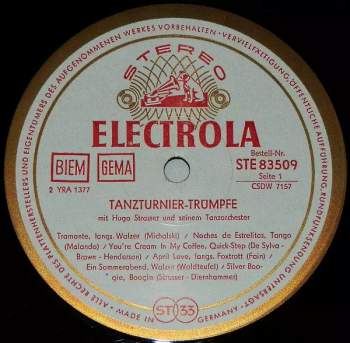 ALLE RECHTE DES PLATTENHERSTELLERS UND EIGENTÜMERS DES AUFGENOMMENEN WERKES VORBEHALTEN · VERVIELFÄLTIGUNG, ÖFFENTLICHE AUFFÜHRUNG, RUNDFUNKSENDUNG UNTERSAGT
STEREO
ELECTROLA
Bestell-Nr.
BIEM GEMA STE 83509
Seite 1
2 YRA 1377 CSDW 7157
TANZTURNIER-TRÜMPFE
mit Hugo Strasser und seinem Tanzorchester
Tramonte, langs. Walzer (Michalski) / Noches de Estrellitas, Tango
(Malando) / You're Cream In My Coffee, Quick-Step (De Sylva -
Brown - Henderson) / April Love, langs. Foxtrott (Fain) /
Ein Sommerabend, Walzer (Waldteufel) / Silver Boo-
gie, Boogie (Strasser - Diernhammer)
ST 33
MADE IN GERMANY